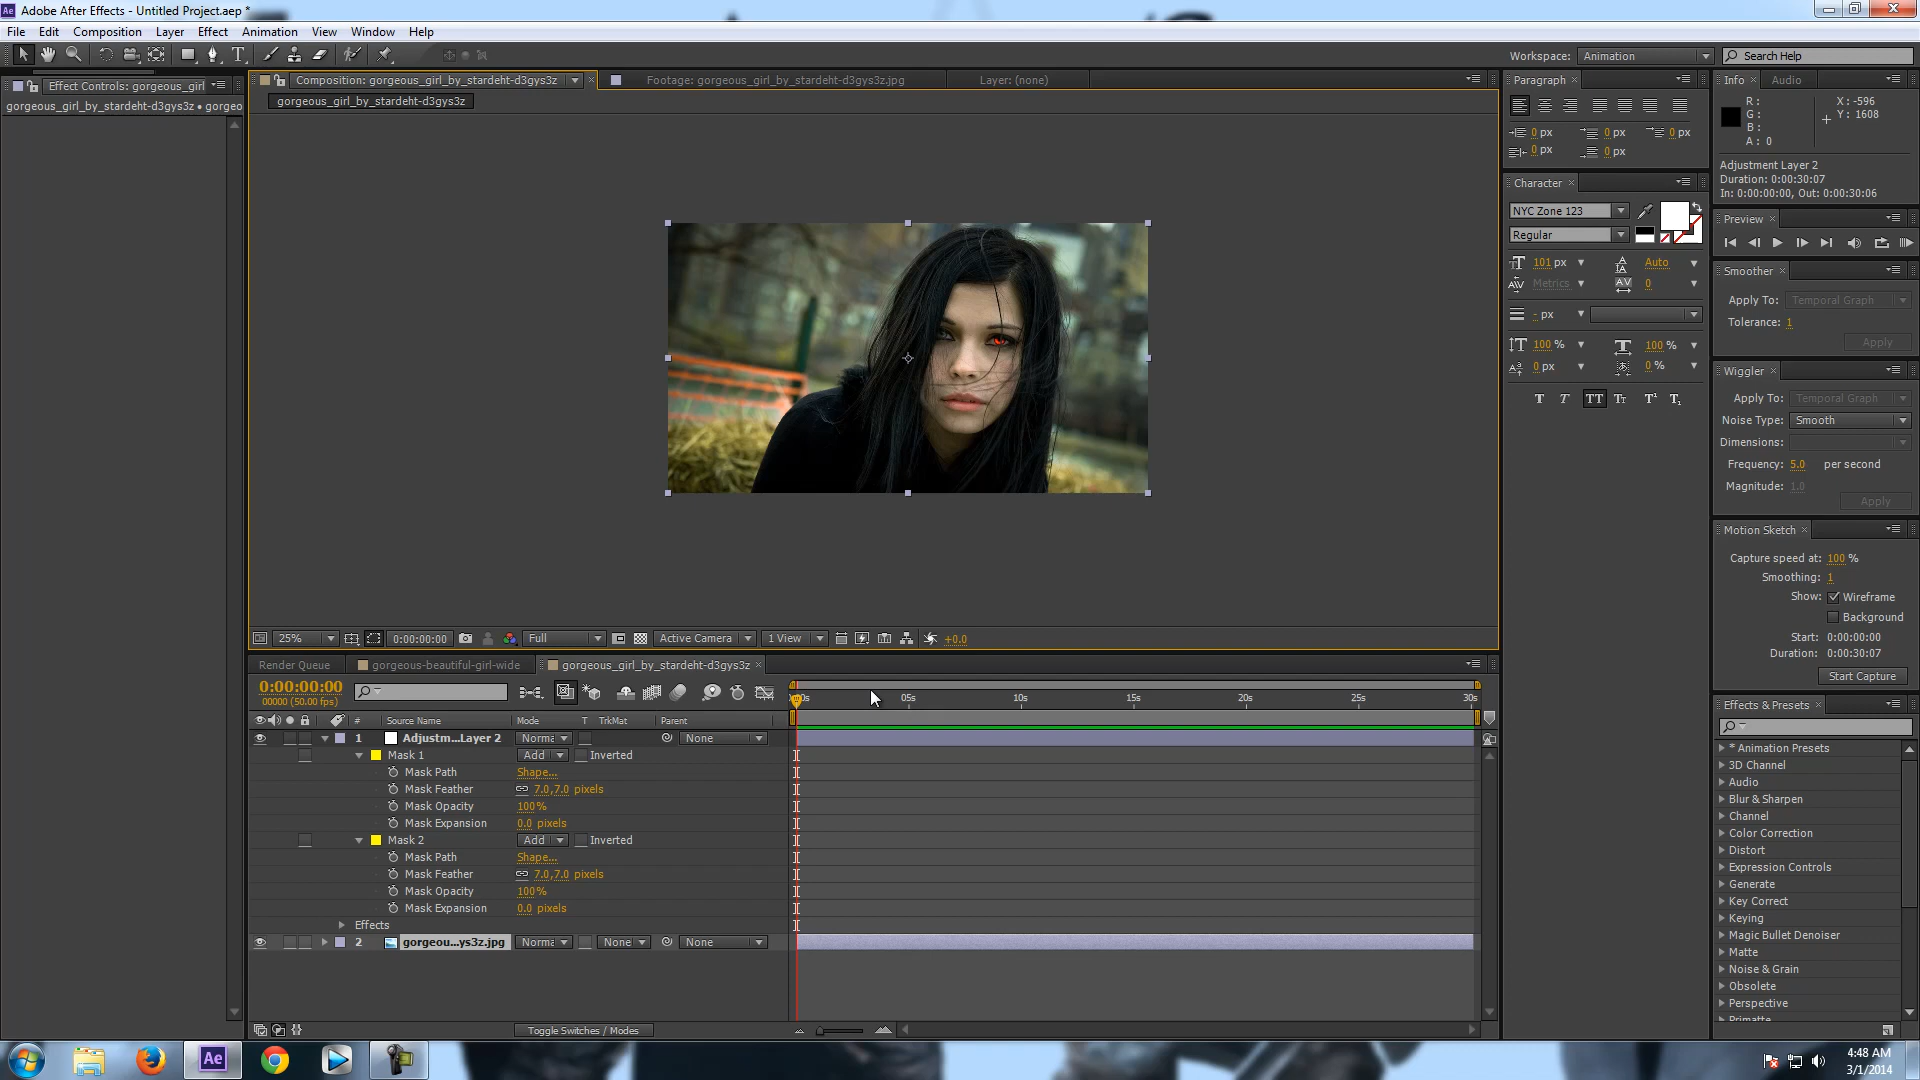 Adobe After Effects - Untitled Project.aep *
File Edit Composition Layer Effect Animation View Window Help
Workspace: Animation Search Help
Effect Controls: gorgeous_girl
gorgeous_girl_by_stardeht-d3gys3z • gorgeo
Composition: gorgeous_girl_by_stardeht-d3gys3z Footage: gorgeous_girl_by_stardeht-d3gys3z.jpg Layer: (none)
gorgeous_girl_by_stardeht-d3gys3z
25% 0:00:00:00 Full Active Camera 1 View +0.0
Paragraph
0 px 0 px 0 px
0 px 0 px
Character
NYC Zone 123
Regular
101 px Auto
Metrics 0
- px
100 % 100 %
0 px 0 %
T T TT Tt T¹ T₁
Info Audio
R :
G :
B :
A : 0
X : -596
Y : 1608
Adjustment Layer 2
Duration: 0:00:30:07
In: 0:00:00:00, Out: 0:00:30:06
Preview
Smoother
Apply To: Temporal Graph
Tolerance: 1
Apply
Wiggler
Apply To: Temporal Graph
Noise Type: Smooth
Dimensions:
Frequency: 5.0 per second
Magnitude: 1.0
Apply
Motion Sketch
Capture speed at: 100 %
Smoothing: 1
Show: Wireframe
Background
Start: 0:00:00:00
Duration: 0:00:30:07
Start Capture
Effects & Presets
* Animation Presets
3D Channel
Audio
Blur & Sharpen
Channel
Color Correction
Distort
Expression Controls
Generate
Key Correct
Keying
Magic Bullet Denoiser
Matte
Noise & Grain
Obsolete
Perspective
Primatte
Render Queue gorgeous-beautiful-girl-wide gorgeous_girl_by_stardeht-d3gys3z
0:00:00:00
00000 (50.00 fps)
05s 10s 15s 20s 25s 30s
# Source Name Mode T TrkMat Parent
1 Adjustm...Layer 2 Norma None
Mask 1 Add Inverted
Mask Path Shape...
Mask Feather 7.0,7.0 pixels
Mask Opacity 100%
Mask Expansion 0.0 pixels
Mask 2 Add Inverted
Mask Path Shape...
Mask Feather 7.0,7.0 pixels
Mask Opacity 100%
Mask Expansion 0.0 pixels
Effects
2 gorgeou...ys3z.jpg Norma None None
Toggle Switches / Modes
Ae
4:48 AM
3/1/2014